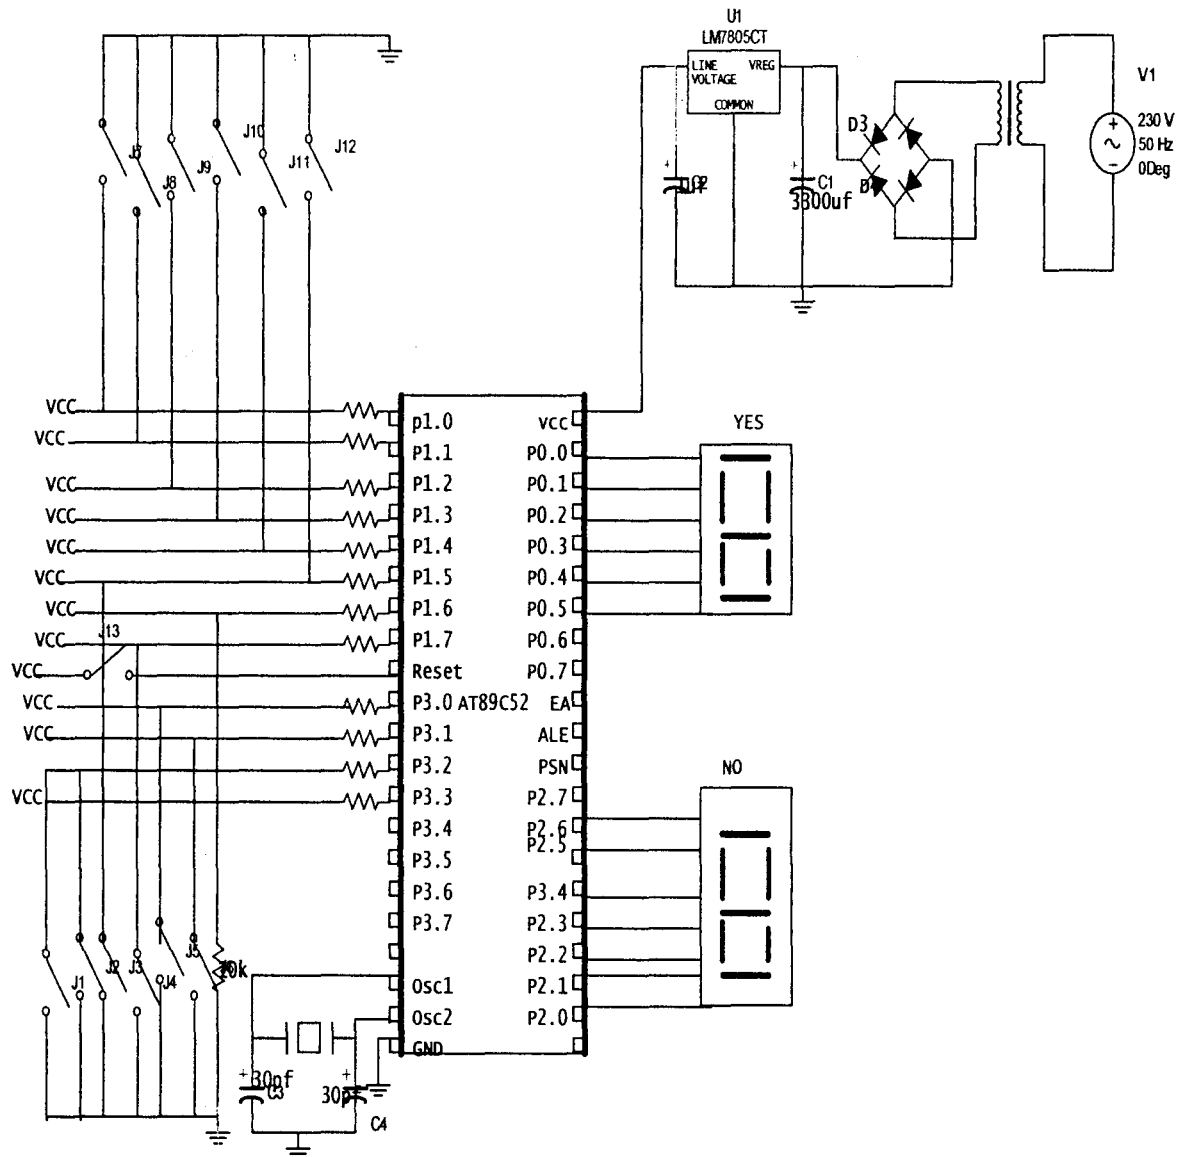 U1
LM7805CT
LINE VREG
VOLTAGE
COMMON
V1
230 V
50 Hz
0Deg
D3
D
C1
3300uf
J8
J9
J10
J11
J12
VCC
VCC
VCC
VCC
VCC
VCC
VCC
VCC
VCC
VCC
VCC
VCC
J13
p1.0
P1.1
P1.2
P1.3
P1.4
P1.5
P1.6
P1.7
Reset
P3.0 AT89C52 EA
P3.1
P3.2
P3.3
P3.4
P3.5
P3.6
P3.7
Osc1
Osc2
GND
VCC
P0.0
P0.1
P0.2
P0.3
P0.4
P0.5
P0.6
P0.7
ALE
PSN
P2.7
P2.6
P2.5
P3.4
P2.3
P2.2
P2.1
P2.0
YES
NO
J1
J2
J3
J4
J5
30pf
C3
C4